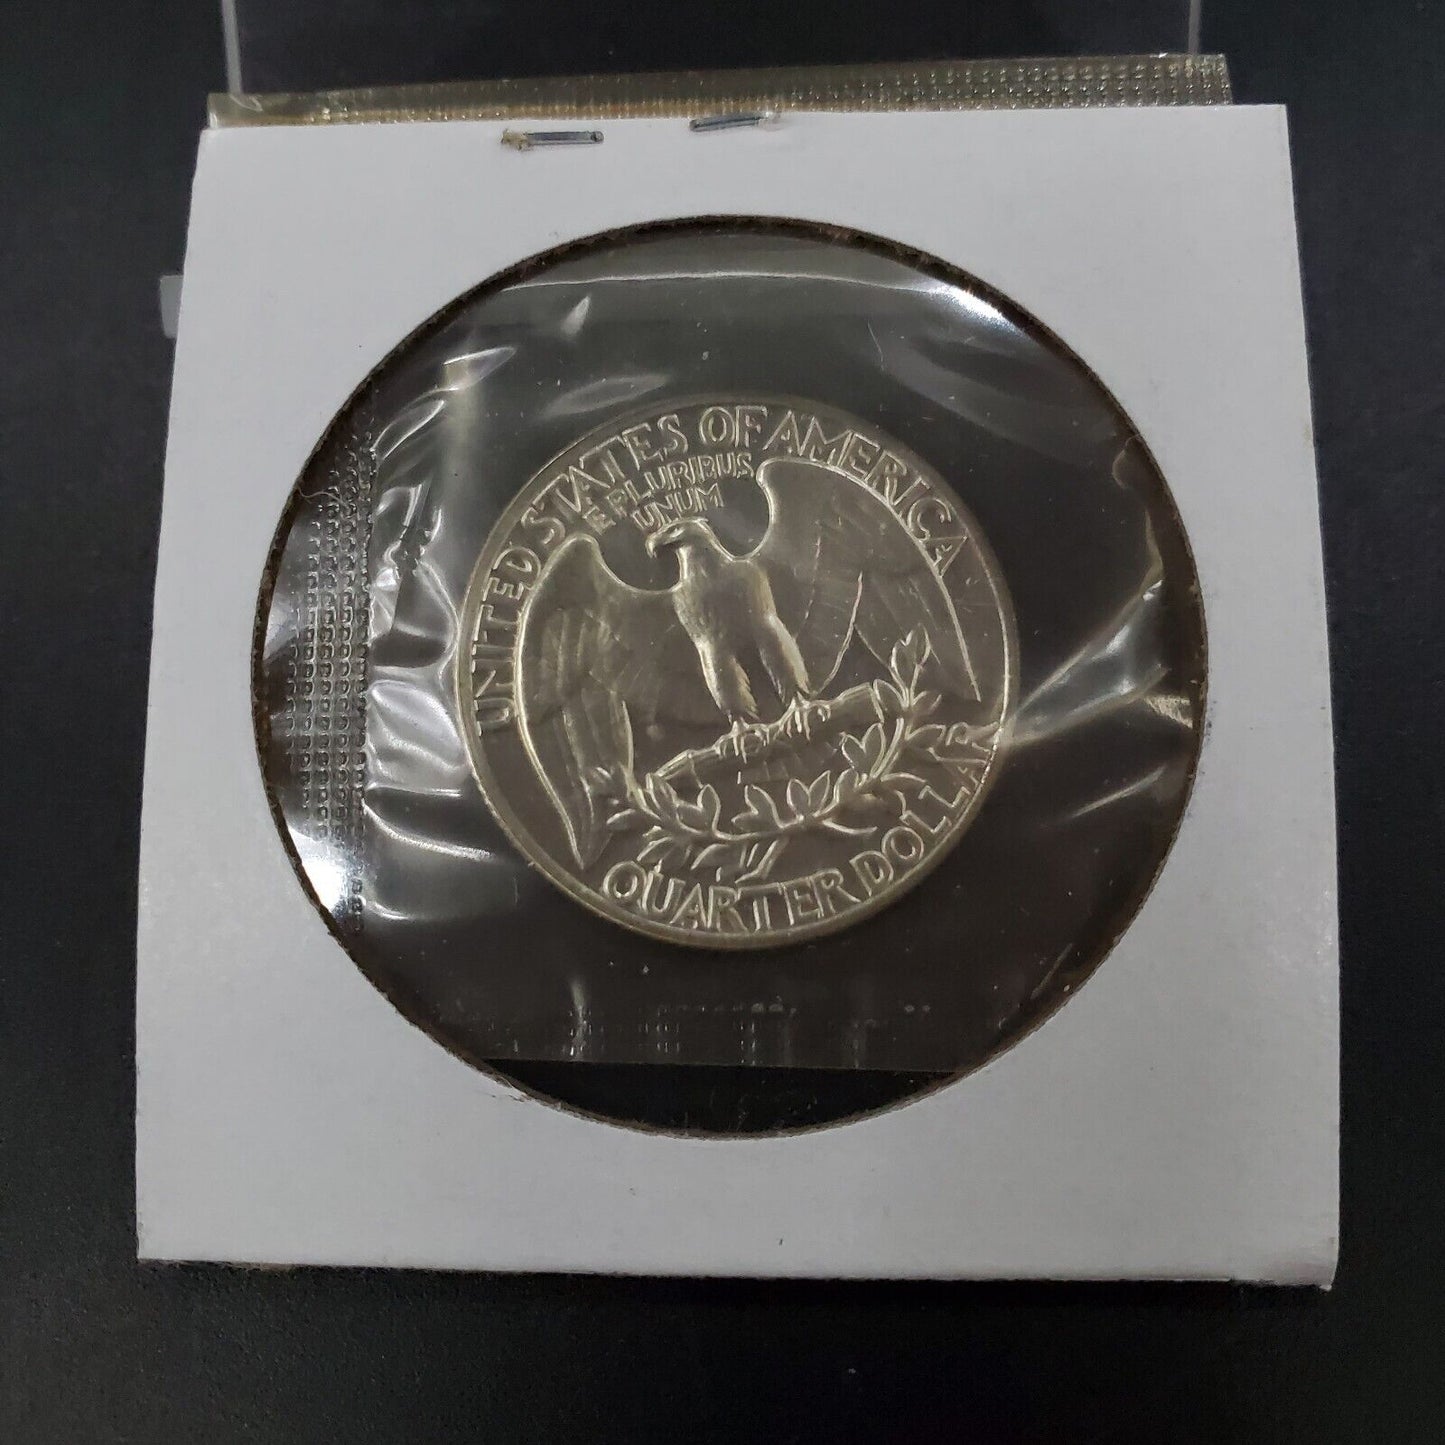 UNITED STATES OF AMERICA
E PLURIBUS
UNUM
QUARTER DOLLAR